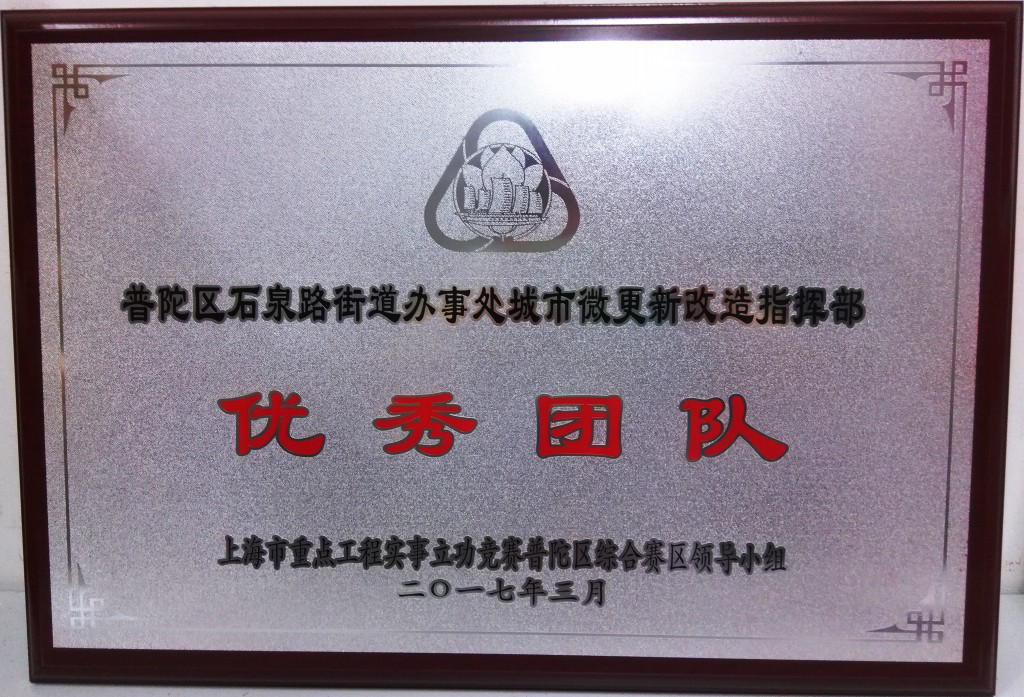 普陀区石泉路街道办事处城市微更新改造指挥部
优秀团队
上海市重点工程实事立功竞赛普陀区综合赛区领导小组
二〇一七年三月